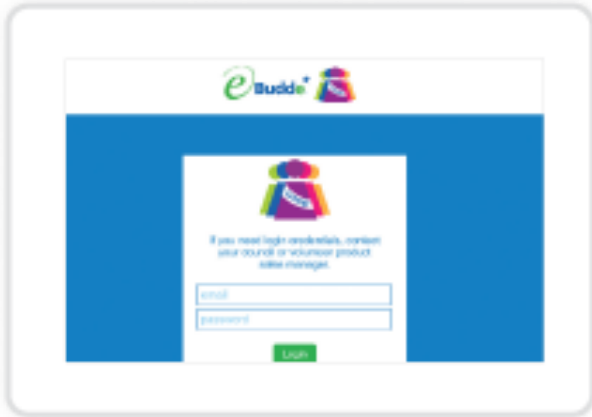 eBudde
If you need login credentials, contact
your council or volunteer product
sales manager.
email
password
Login